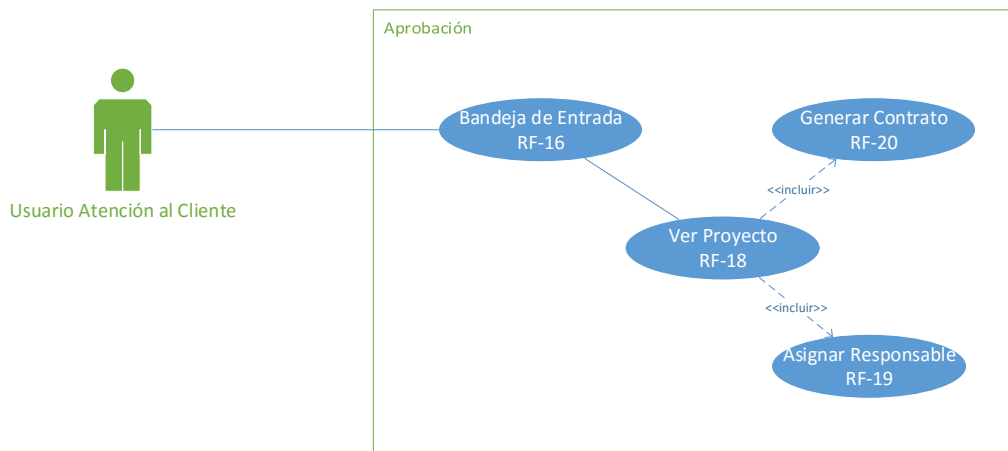 Aprobación
Bandeja de Entrada
RF-16
Generar Contrato
RF-20
<<incluir>>
Usuario Atención al Cliente
Ver Proyecto
RF-18
<<incluir>>
Asignar Responsable
RF-19